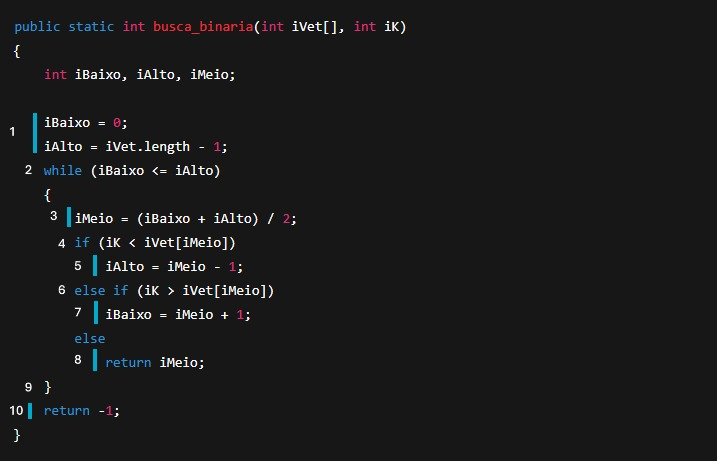 public static int busca_binaria(int iVet[], int iK)
{
int iBaixo, iAlto, iMeio;
1 iBaixo = 0;
iAlto = iVet.length - 1;
2 while (iBaixo <= iAlto)
{
3 iMeio = (iBaixo + iAlto) / 2;
4 if (iK < iVet[iMeio])
5 iAlto = iMeio - 1;
6 else if (iK > iVet[iMeio])
7 iBaixo = iMeio + 1;
else
8 return iMeio;
9 }
10 return -1;
}